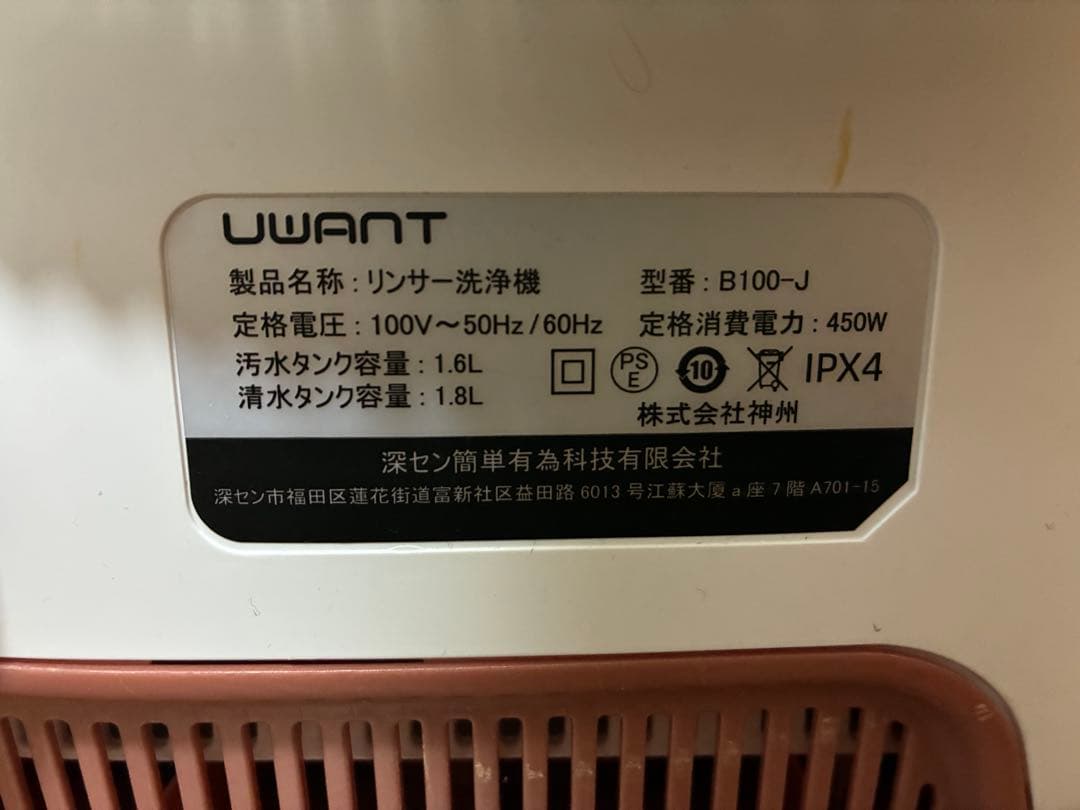 UWANT
製品名称：リンサー洗浄機
型番：B100-J
定格電圧：100V～50Hz/60Hz
定格消費電力：450W
汚水タンク容量：1.6L
清水タンク容量：1.8L
PS
E
10
IPX4
株式会社神州
深セン簡単有為科技有限会社
深セン市福田区蓮花街道富新社区益田路6013号江蘇大厦a座7階A701-15